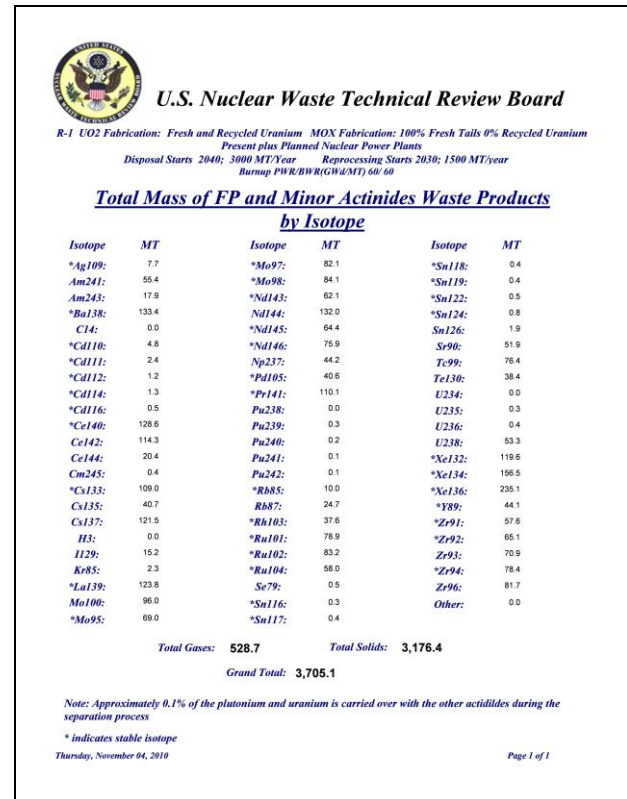 UNITED STATES
NUCLEAR WASTE TECHNICAL REVIEW BOARD
U.S. Nuclear Waste Technical Review Board
R-1 UO2 Fabrication: Fresh and Recycled Uranium MOX Fabrication: 100% Fresh Tails 0% Recycled Uranium
Present plus Planned Nuclear Power Plants
Disposal Starts 2040; 3000 MT/Year Reprocessing Starts 2030; 1500 MT/year
Burnup PWR/BWR(GWd/MT) 60/ 60
Total Mass of FP and Minor Actinides Waste Products
by Isotope
Isotope MT Isotope MT Isotope MT
*Ag109: 7.7 *Mo97: 82.1 *Sn118: 0.4
Am241: 55.4 *Mo98: 84.1 *Sn119: 0.4
Am243: 17.9 *Nd143: 62.1 *Sn122: 0.5
*Ba138: 133.4 Nd144: 132.0 *Sn124: 0.8
C14: 0.0 *Nd145: 64.4 Sn126: 1.9
*Cd110: 4.8 *Nd146: 75.9 Sr90: 51.9
*Cd111: 2.4 Np237: 44.2 Tc99: 76.4
*Cd112: 1.2 *Pd105: 40.6 Te130: 38.4
*Cd114: 1.3 *Pr141: 110.1 U234: 0.0
*Cd116: 0.5 Pu238: 0.0 U235: 0.3
*Ce140: 128.6 Pu239: 0.3 U236: 0.4
Ce142: 114.3 Pu240: 0.2 U238: 53.3
Ce144: 20.4 Pu241: 0.1 *Xe132: 119.6
Cm245: 0.4 Pu242: 0.1 *Xe134: 156.5
*Cs133: 109.0 *Rb85: 10.0 *Xe136: 235.1
Cs135: 40.7 Rb87: 24.7 *Y89: 44.1
Cs137: 121.5 *Rh103: 37.6 *Zr91: 57.6
H3: 0.0 *Ru101: 78.9 *Zr92: 65.1
I129: 15.2 *Ru102: 83.2 Zr93: 70.9
Kr85: 2.3 *Ru104: 58.0 *Zr94: 78.4
*La139: 123.8 Se79: 0.5 Zr96: 81.7
Mo100: 96.0 *Sn116: 0.3 Other: 0.0
*Mo95: 69.0 *Sn117: 0.4
Total Gases: 528.7 Total Solids: 3,176.4
Grand Total: 3,705.1
Note: Approximately 0.1% of the plutonium and uranium is carried over with the other actidildes during the
separation process
* indicates stable isotope
Thursday, November 04, 2010 Page 1 of 1